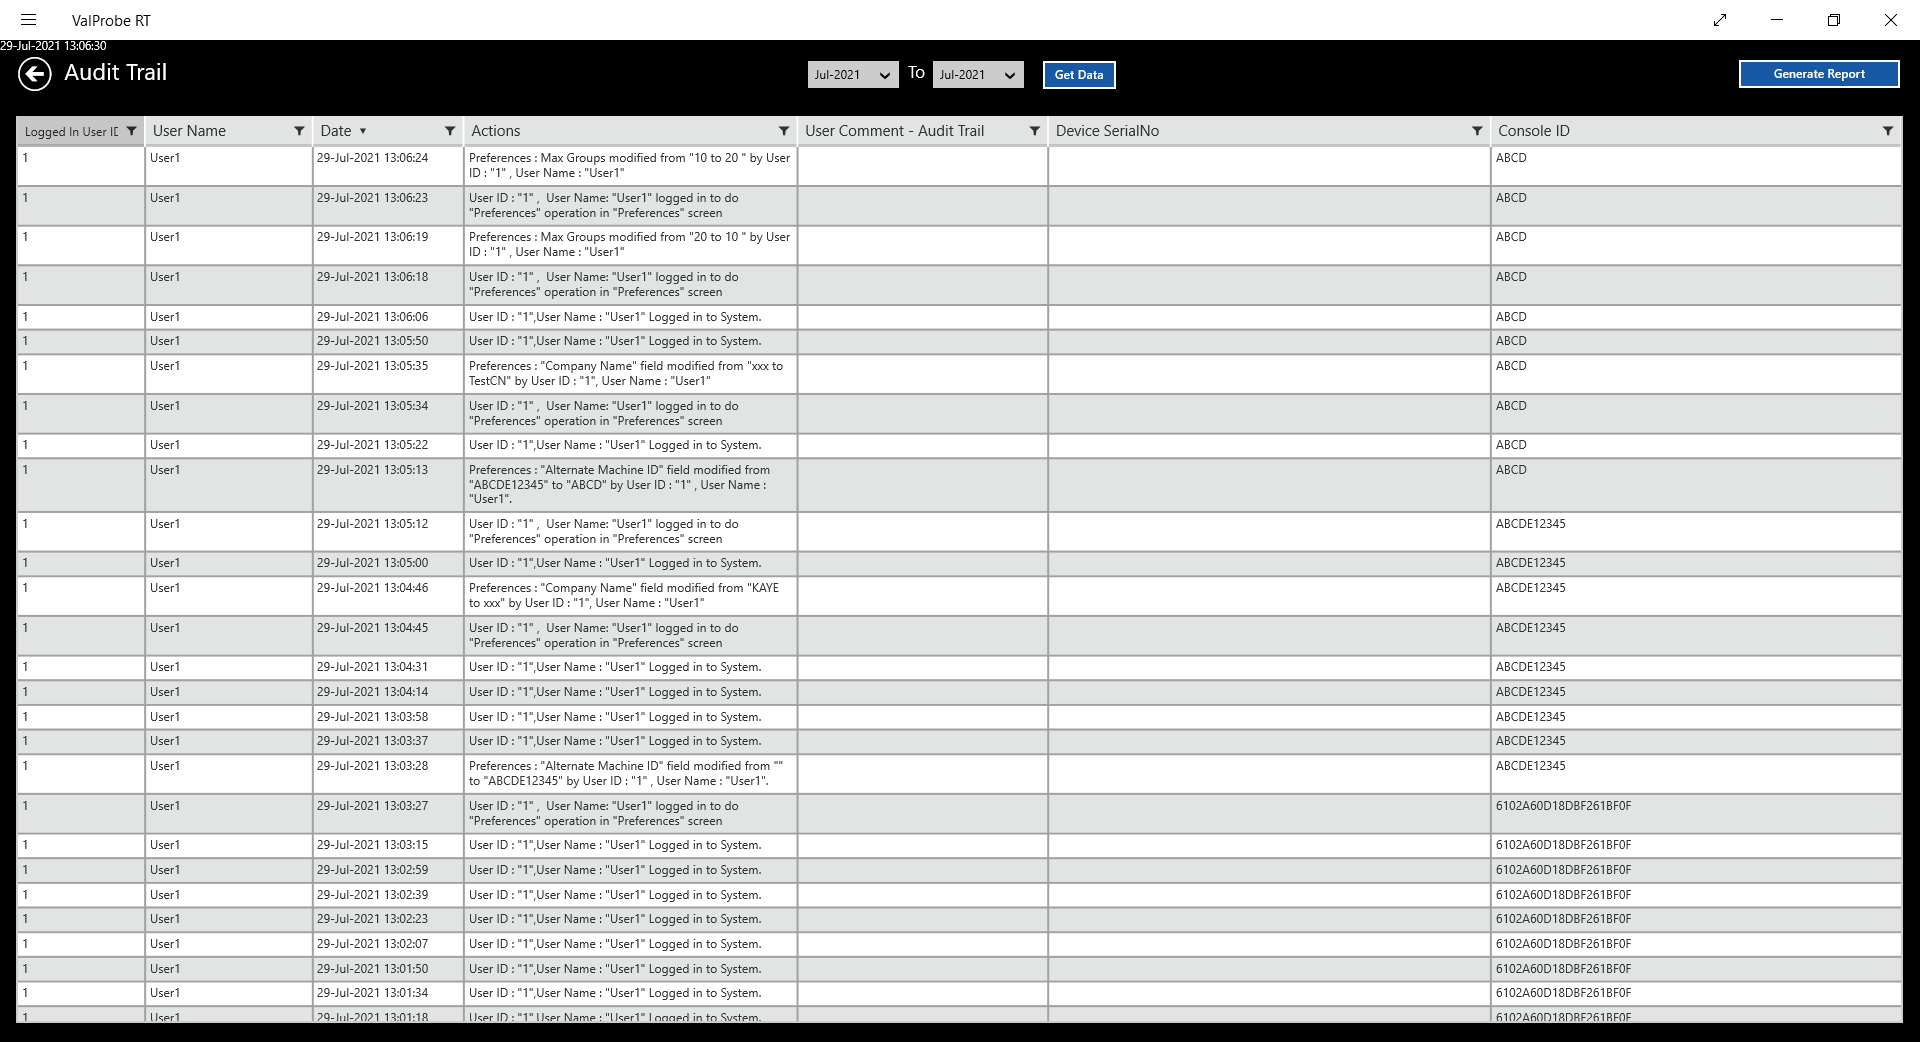 ValProbe RT
29-Jul-2021 13:06:30
Audit Trail
Jul-2021 To Jul-2021 Get Data Generate Report
Logged In User ID User Name Date Actions User Comment - Audit Trail Device SerialNo Console ID
1 User1 29-Jul-2021 13:06:24 Preferences : Max Groups modified from "10 to 20 " by User ABCD
ID : "1" , User Name : "User1"
1 User1 29-Jul-2021 13:06:23 User ID : "1" , User Name: "User1" logged in to do ABCD
"Preferences" operation in "Preferences" screen
1 User1 29-Jul-2021 13:06:19 Preferences : Max Groups modified from "20 to 10 " by User ABCD
ID : "1" , User Name : "User1"
1 User1 29-Jul-2021 13:06:18 User ID : "1" , User Name: "User1" logged in to do ABCD
"Preferences" operation in "Preferences" screen
1 User1 29-Jul-2021 13:06:06 User ID : "1",User Name : "User1" Logged in to System. ABCD
1 User1 29-Jul-2021 13:05:50 User ID : "1",User Name : "User1" Logged in to System. ABCD
1 User1 29-Jul-2021 13:05:35 Preferences : "Company Name" field modified from "xxx to ABCD
TestCN" by User ID : "1", User Name : "User1"
1 User1 29-Jul-2021 13:05:34 User ID : "1" , User Name: "User1" logged in to do ABCD
"Preferences" operation in "Preferences" screen
1 User1 29-Jul-2021 13:05:22 User ID : "1",User Name : "User1" Logged in to System. ABCD
1 User1 29-Jul-2021 13:05:13 Preferences : "Alternate Machine ID" field modified from ABCD
"ABCDE12345" to "ABCD" by User ID : "1" , User Name :
"User1".
1 User1 29-Jul-2021 13:05:12 User ID : "1" , User Name: "User1" logged in to do ABCDE12345
"Preferences" operation in "Preferences" screen
1 User1 29-Jul-2021 13:05:00 User ID : "1",User Name : "User1" Logged in to System. ABCDE12345
1 User1 29-Jul-2021 13:04:46 Preferences : "Company Name" field modified from "KAYE ABCDE12345
to xxx" by User ID : "1", User Name : "User1"
1 User1 29-Jul-2021 13:04:45 User ID : "1" , User Name: "User1" logged in to do ABCDE12345
"Preferences" operation in "Preferences" screen
1 User1 29-Jul-2021 13:04:31 User ID : "1",User Name : "User1" Logged in to System. ABCDE12345
1 User1 29-Jul-2021 13:04:14 User ID : "1",User Name : "User1" Logged in to System. ABCDE12345
1 User1 29-Jul-2021 13:03:58 User ID : "1",User Name : "User1" Logged in to System. ABCDE12345
1 User1 29-Jul-2021 13:03:37 User ID : "1",User Name : "User1" Logged in to System. ABCDE12345
1 User1 29-Jul-2021 13:03:28 Preferences : "Alternate Machine ID" field modified from "" ABCDE12345
to "ABCDE12345" by User ID : "1" , User Name : "User1".
1 User1 29-Jul-2021 13:03:27 User ID : "1" , User Name: "User1" logged in to do 6102A60D18DBF261BF0F
"Preferences" operation in "Preferences" screen
1 User1 29-Jul-2021 13:03:15 User ID : "1",User Name : "User1" Logged in to System. 6102A60D18DBF261BF0F
1 User1 29-Jul-2021 13:02:59 User ID : "1",User Name : "User1" Logged in to System. 6102A60D18DBF261BF0F
1 User1 29-Jul-2021 13:02:39 User ID : "1",User Name : "User1" Logged in to System. 6102A60D18DBF261BF0F
1 User1 29-Jul-2021 13:02:23 User ID : "1",User Name : "User1" Logged in to System. 6102A60D18DBF261BF0F
1 User1 29-Jul-2021 13:02:07 User ID : "1",User Name : "User1" Logged in to System. 6102A60D18DBF261BF0F
1 User1 29-Jul-2021 13:01:50 User ID : "1",User Name : "User1" Logged in to System. 6102A60D18DBF261BF0F
1 User1 29-Jul-2021 13:01:34 User ID : "1",User Name : "User1" Logged in to System. 6102A60D18DBF261BF0F
1 User1 29-Jul-2021 13:01:18 User ID : "1",User Name : "User1" Logged in to System. 6102A60D18DBF261BF0F